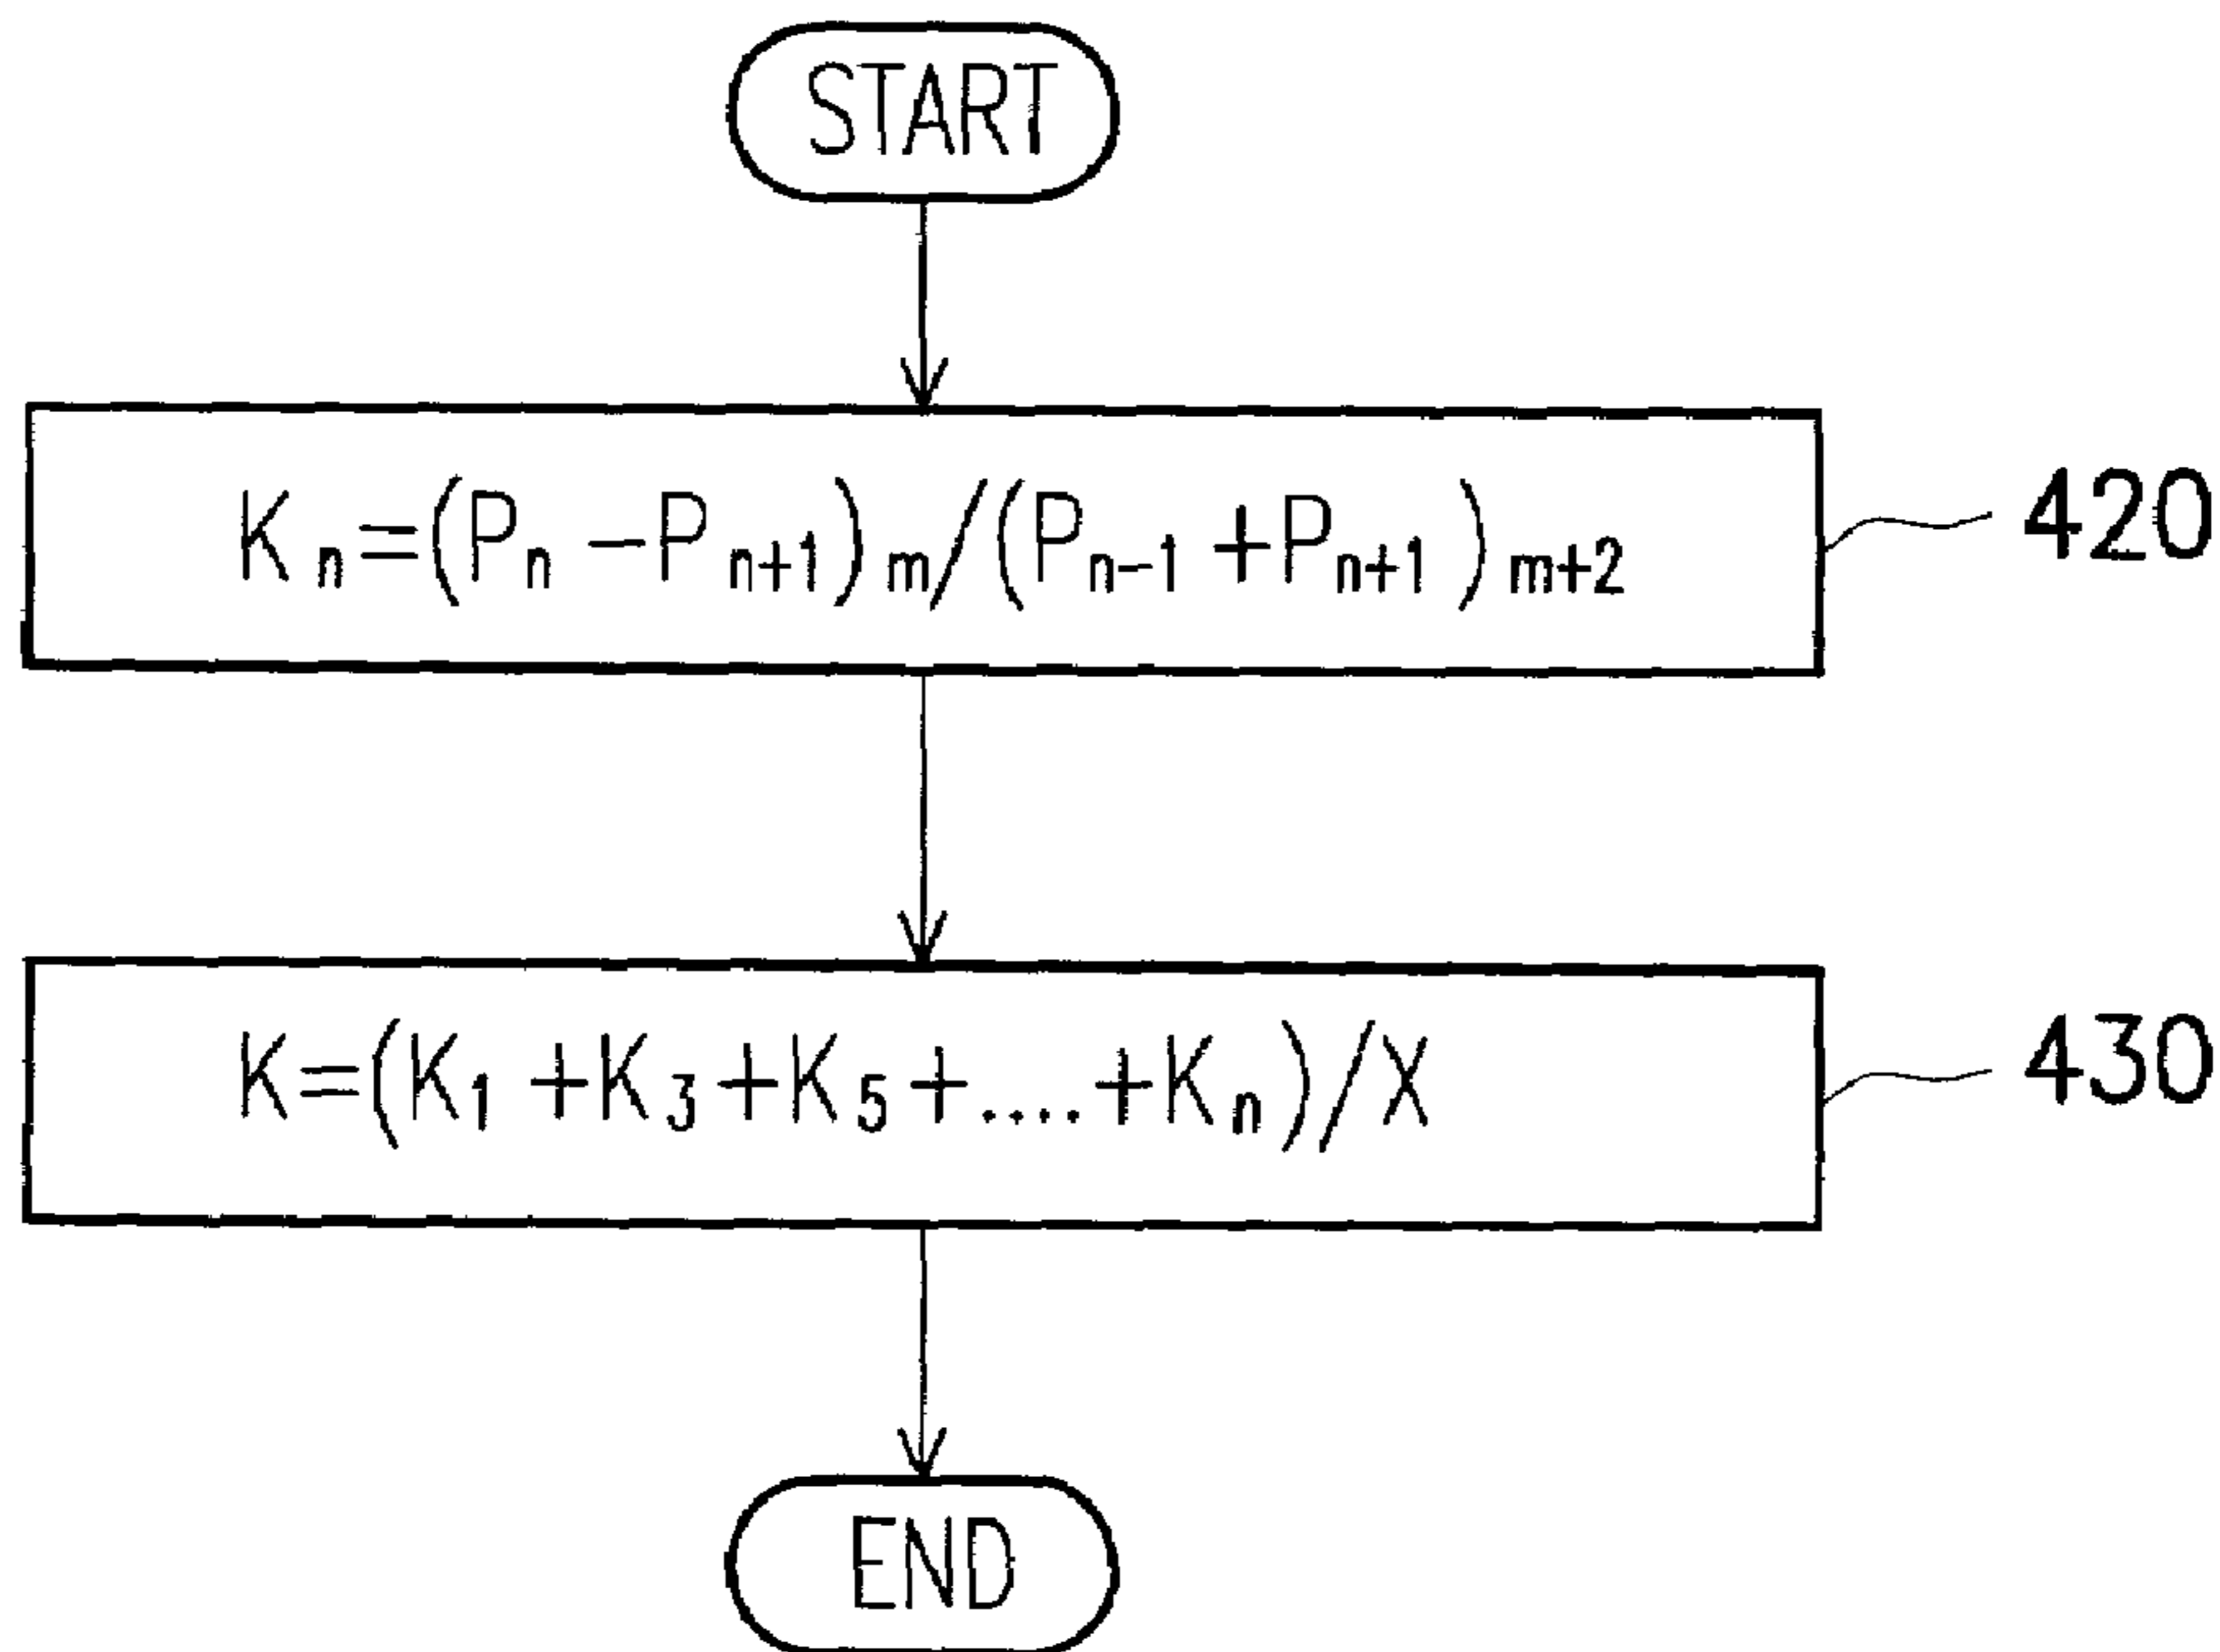 START
Kₙ=(Pₙ−Pₙ₊₁)ₘ/(Pₙ₋₁+Pₙ₊₁)ₘ₊₂
420
K=(K₁+K₃+K₅+....+Kₙ)/X
430
END